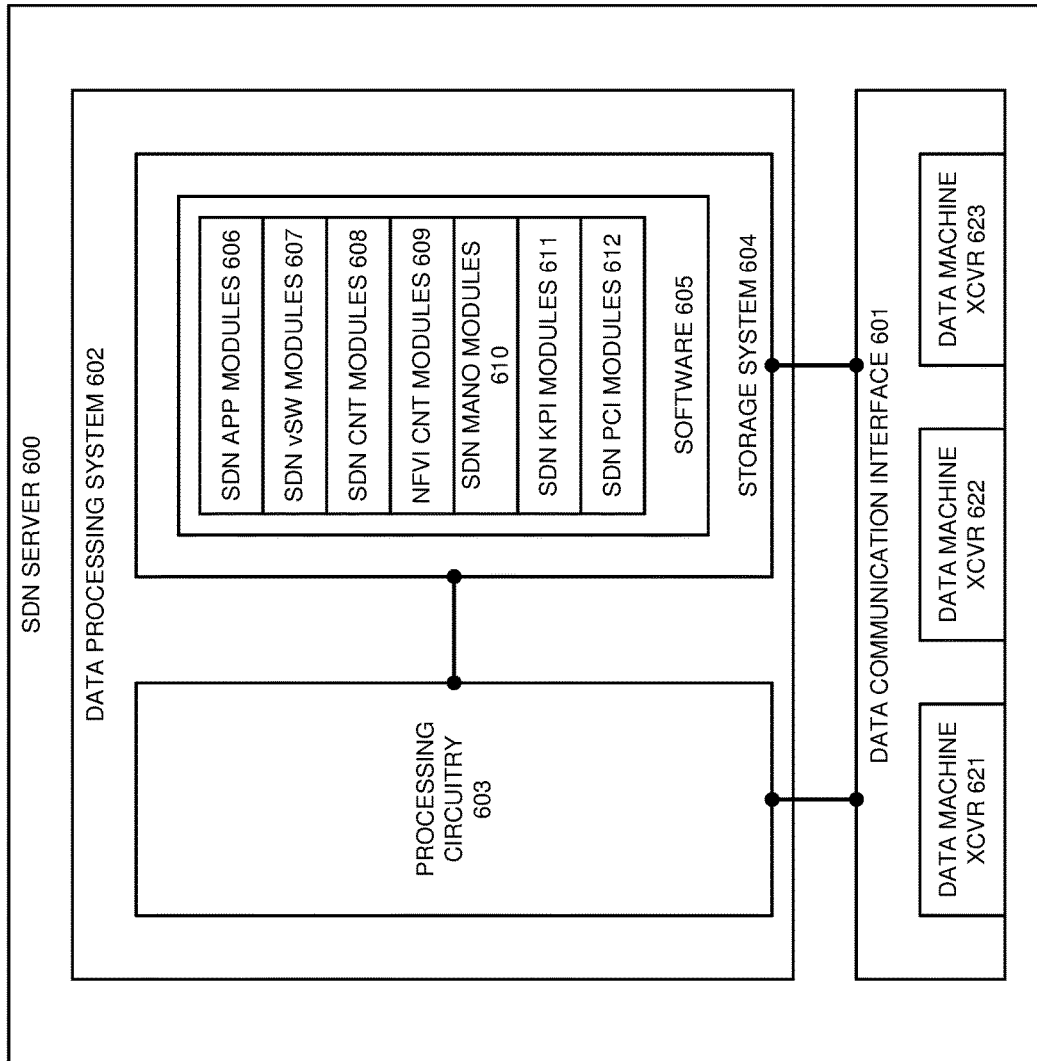 SDN SERVER 600
DATA PROCESSING SYSTEM 602
PROCESSING
CIRCUITRY
603
SDN APP MODULES 606
SDN vSW MODULES 607
SDN CNT MODULES 608
NFVI CNT MODULES 609
SDN MANO MODULES
610
SDN KPI MODULES 611
SDN PCI MODULES 612
SOFTWARE 605
STORAGE SYSTEM 604
DATA COMMUNICATION INTERFACE 601
DATA MACHINE
XCVR 621
DATA MACHINE
XCVR 622
DATA MACHINE
XCVR 623